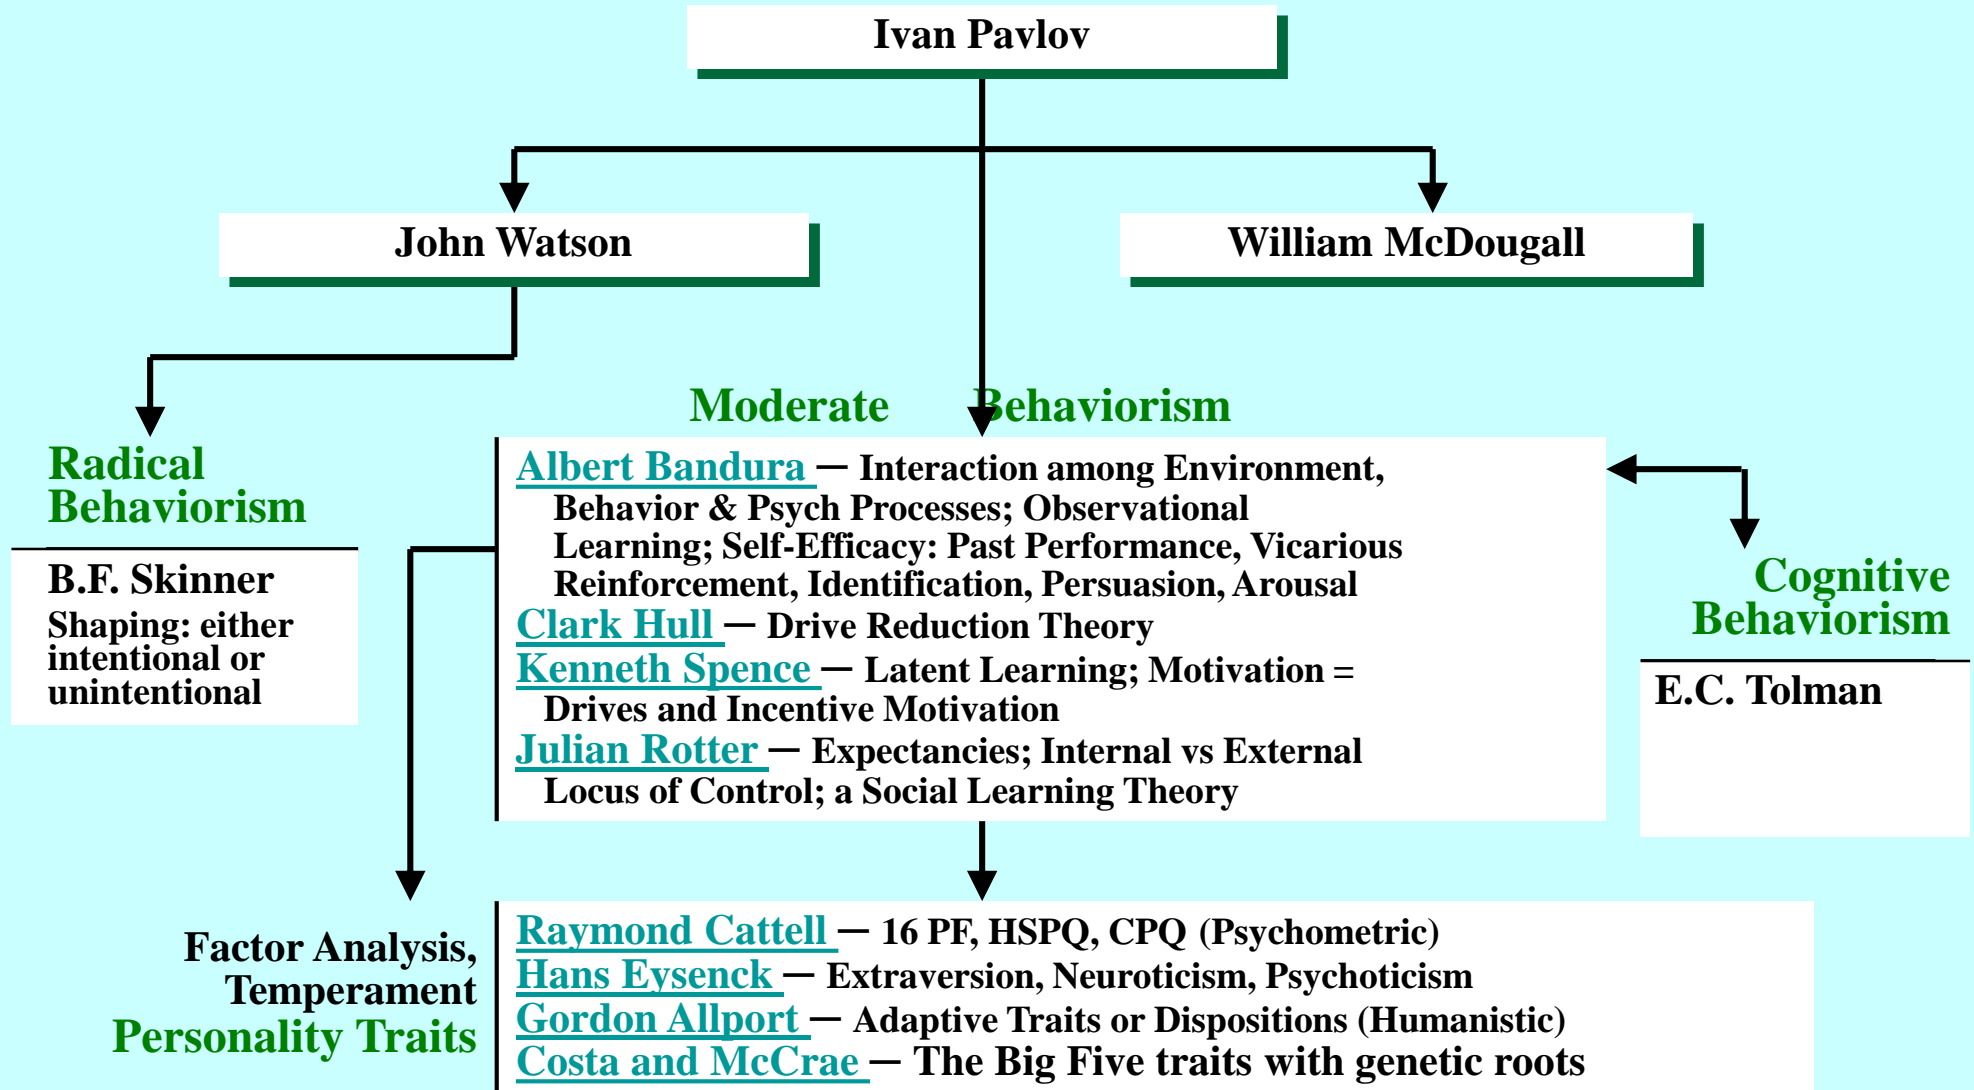 Ivan Pavlov
John Watson
William McDougall
Moderate Behaviorism
Radical
Behaviorism
B.F. Skinner
Shaping: either
intentional or
unintentional
Albert Bandura — Interaction among Environment,
Behavior & Psych Processes; Observational
Learning; Self-Efficacy: Past Performance, Vicarious
Reinforcement, Identification, Persuasion, Arousal
Clark Hull — Drive Reduction Theory
Kenneth Spence — Latent Learning; Motivation =
Drives and Incentive Motivation
Julian Rotter — Expectancies; Internal vs External
Locus of Control; a Social Learning Theory
Cognitive
Behaviorism
E.C. Tolman
Factor Analysis,
Temperament
Personality Traits
Raymond Cattell — 16 PF, HSPQ, CPQ (Psychometric)
Hans Eysenck — Extraversion, Neuroticism, Psychoticism
Gordon Allport — Adaptive Traits or Dispositions (Humanistic)
Costa and McCrae — The Big Five traits with genetic roots